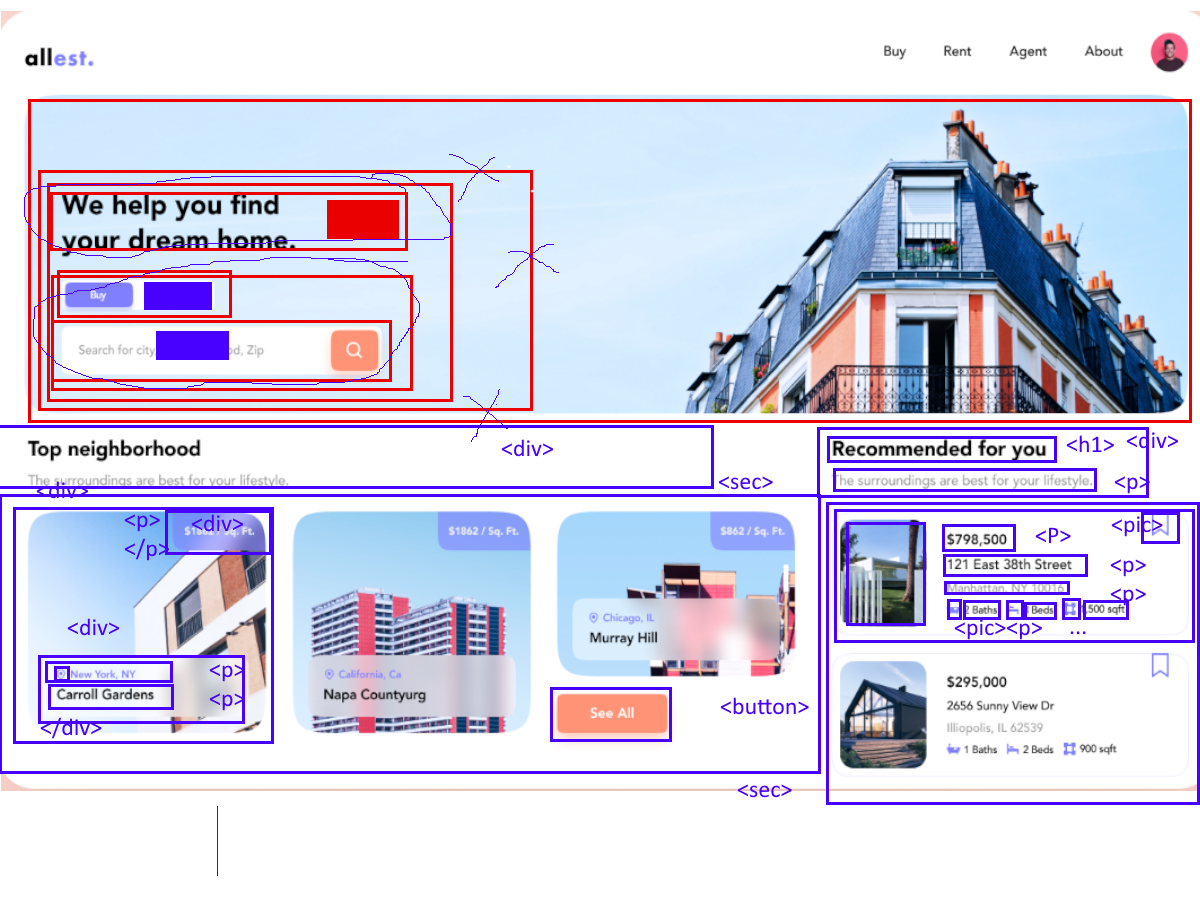 allest.
Buy Rent Agent About
We help you find
your dream home.
Buy
Search for city, od, Zip
Top neighborhood
The surroundings are best for your lifestyle.
<div>
<sec>
Recommended for you
<h1>
<div>
The surroundings are best for your lifestyle.
<p>
<div>
<p>
</p>
<div>
$1862 / Sq. Ft.
<div>
New York, NY
<p>
Carroll Gardens
<p>
</div>
$1862 / Sq. Ft.
California, Ca
Napa Countyurg
$862 / Sq. Ft.
Chicago, IL
Murray Hill
See All
<button>
<sec>
$798,500
<P>
<pic>
121 East 38th Street
<p>
Manhattan, NY 10016
<p>
2 Baths
Beds
,500 sqft
<pic><p> ...
$295,000
2656 Sunny View Dr
Illiopolis, IL 62539
1 Baths 2 Beds 900 sqft